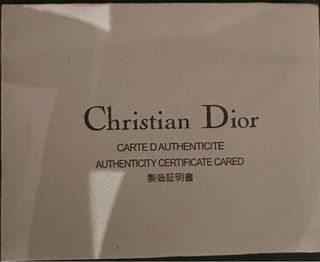 Christian Dior
CARTE D AUTHENTICITE
AUTHENTICITY CERTIFICATE CARED
製造証明書